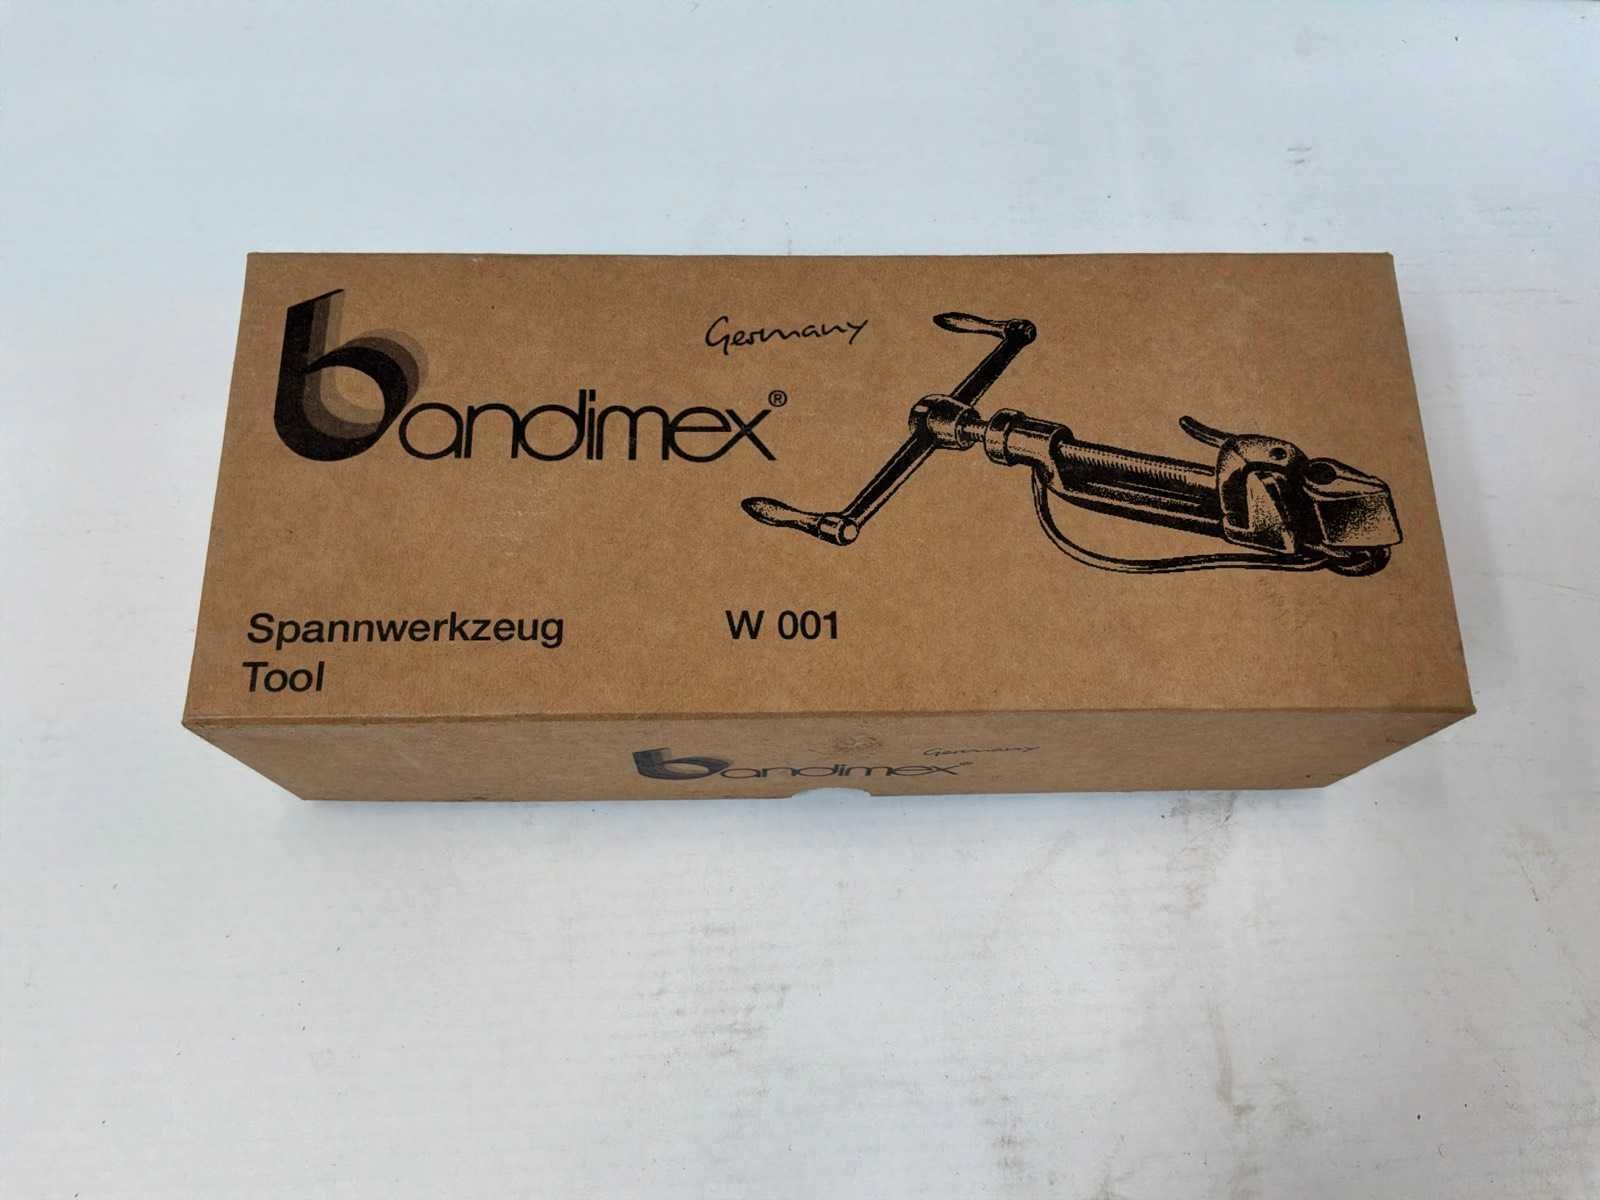 Germany
bandimex®
Spannwerkzeug W 001
Tool
Germany
bandimex®